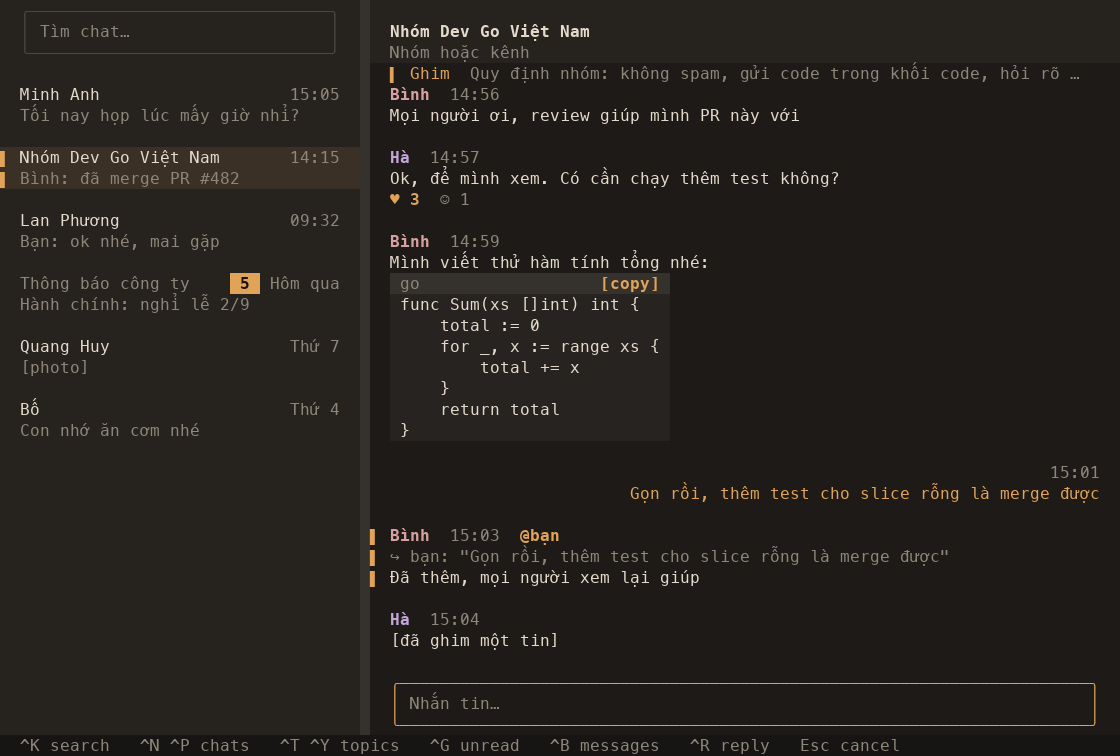 Tìm chat…
Minh Anh 15:05
Tối nay họp lúc mấy giờ nhỉ?
Nhóm Dev Go Việt Nam 14:15
Bình: đã merge PR #482
Lan Phương 09:32
Bạn: ok nhé, mai gặp
Thông báo công ty 5 Hôm qua
Hành chính: nghỉ lễ 2/9
Quang Huy Thứ 7
[photo]
Bố Thứ 4
Con nhớ ăn cơm nhé
Nhóm Dev Go Việt Nam
Nhóm hoặc kênh
Ghim Quy định nhóm: không spam, gửi code trong khối code, hỏi rõ …
Bình 14:56
Mọi người ơi, review giúp mình PR này với
Hà 14:57
Ok, để mình xem. Có cần chạy thêm test không?
♥ 3 ☺ 1
Bình 14:59
Mình viết thử hàm tính tổng nhé:
go [copy]
func Sum(xs []int) int {
    total := 0
    for _, x := range xs {
        total += x
    }
    return total
}
15:01
Gọn rồi, thêm test cho slice rỗng là merge được
Bình 15:03 @bạn
↪ bạn: "Gọn rồi, thêm test cho slice rỗng là merge được"
Đã thêm, mọi người xem lại giúp
Hà 15:04
[đã ghim một tin]
Nhắn tin…
^K search ^N ^P chats ^T ^Y topics ^G unread ^B messages ^R reply Esc cancel